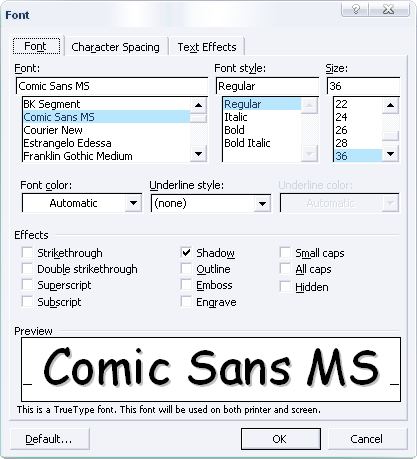 Font
Font Character Spacing Text Effects
Font: Font style: Size:
Comic Sans MS Regular 36
BK Segment Regular 22
Comic Sans MS Italic 24
Courier New Bold 26
Estrangelo Edessa Bold Italic 28
Franklin Gothic Medium 36
Font color: Underline style: Underline color:
Automatic (none) Automatic
Effects
Strikethrough Shadow Small caps
Double strikethrough Outline All caps
Superscript Emboss Hidden
Subscript Engrave
Preview
Comic Sans MS
This is a TrueType font. This font will be used on both printer and screen.
Default... OK Cancel